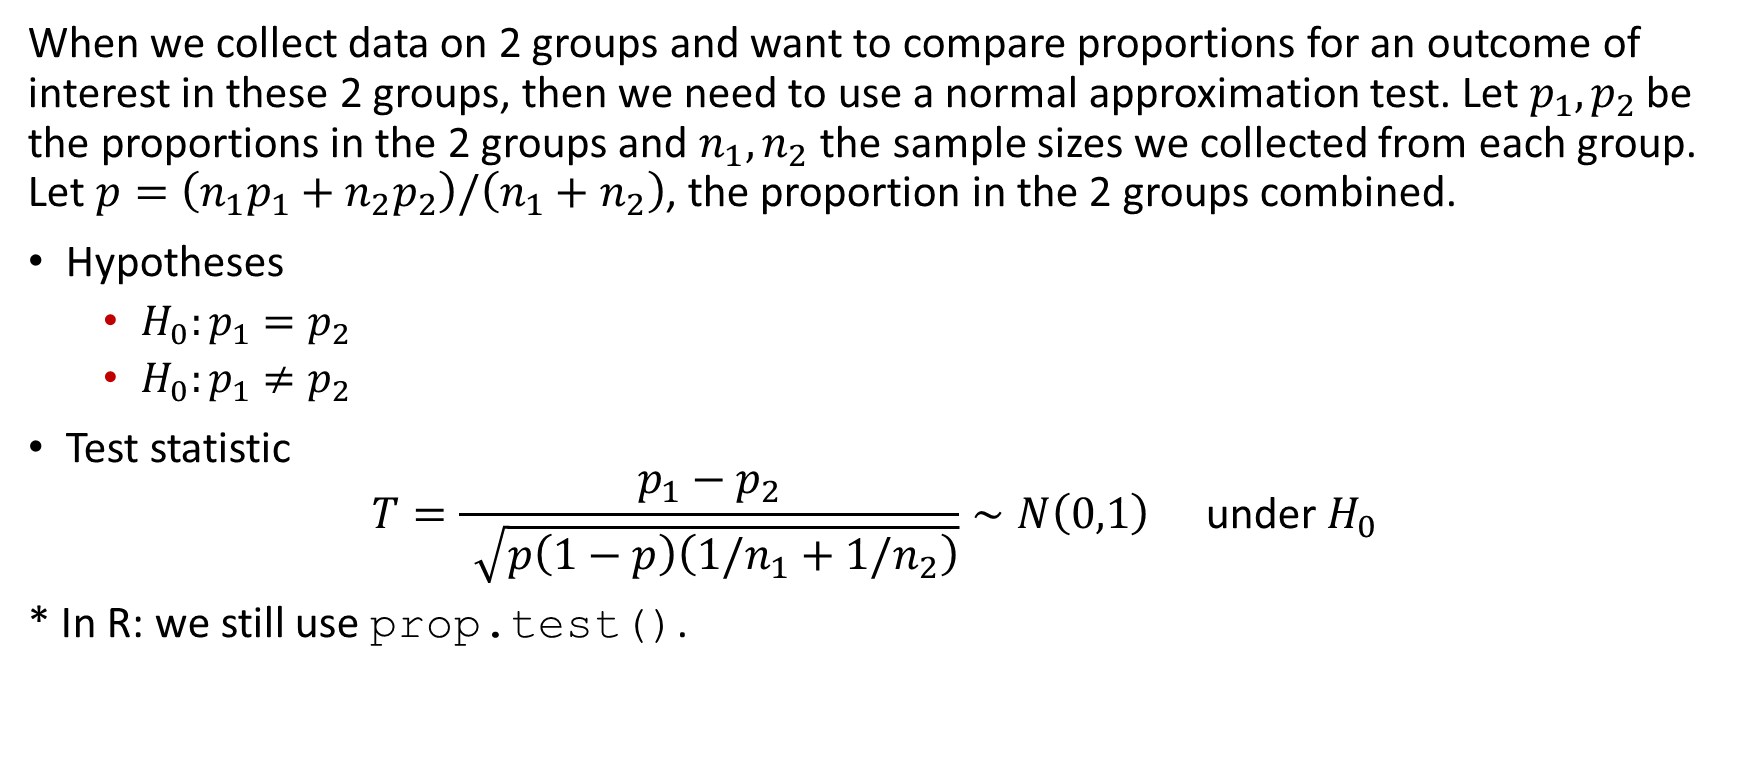 When we collect data on 2 groups and want to compare proportions for an outcome of
interest in these 2 groups, then we need to use a normal approximation test. Let p₁, p₂ be
the proportions in the 2 groups and n₁, n₂ the sample sizes we collected from each group.
Let p = (n₁p₁ + n₂p₂)/(n₁ + n₂), the proportion in the 2 groups combined.
• Hypotheses
• H₀: p₁ = p₂
• H₀: p₁ ≠ p₂
• Test statistic
T = (p₁ − p₂) / √(p(1 − p)(1/n₁ + 1/n₂)) ~ N(0,1) under H₀
* In R: we still use prop.test().